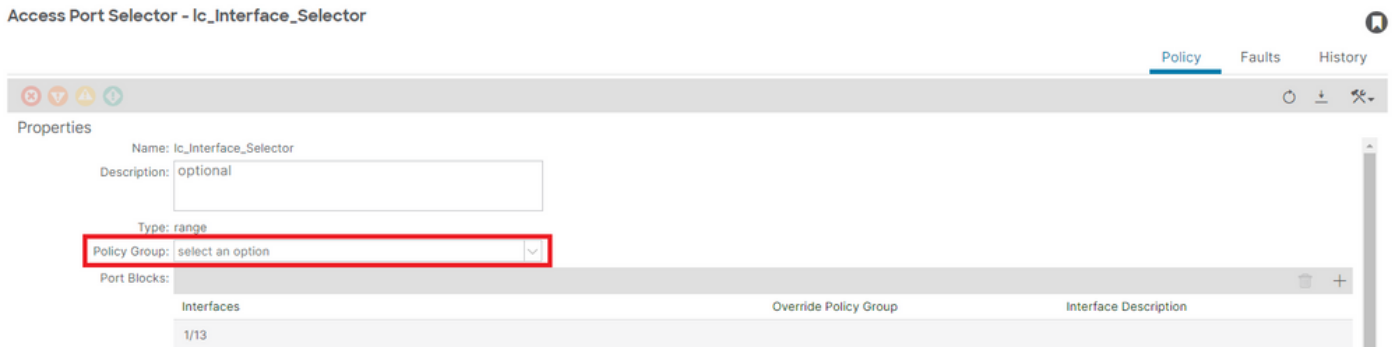 Access Port Selector - lc_Interface_Selector
Policy Faults History
Properties
Name: lc_Interface_Selector
Description: optional
Type: range
Policy Group: select an option
Port Blocks:
Interfaces Override Policy Group Interface Description
1/13